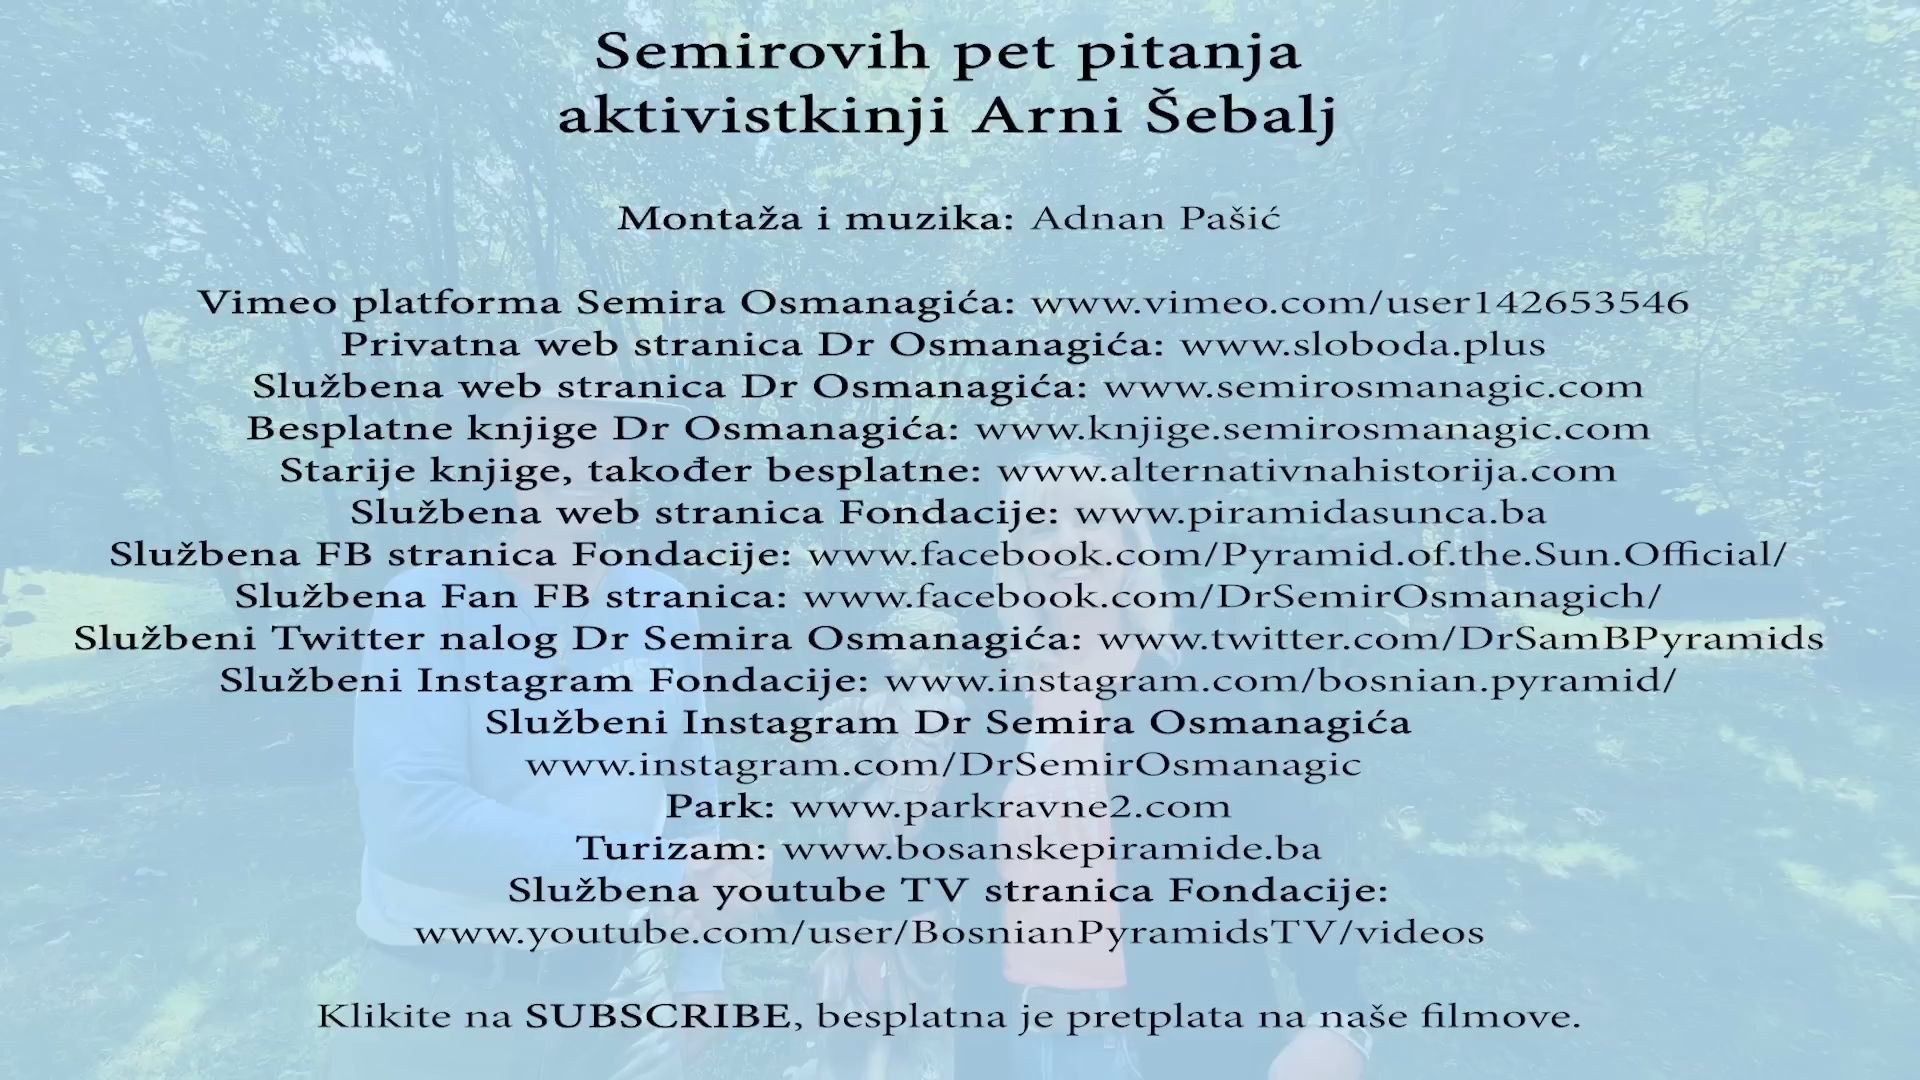 Semirovih pet pitanja
aktivistkinji Arni Šebalj
Montaža i muzika: Adnan Pašić
Vimeo platforma Semira Osmanagića: www.vimeo.com/user142653546
Privatna web stranica Dr Osmanagića: www.sloboda.plus
Službena web stranica Dr Osmanagića: www.semirosmanagic.com
Besplatne knjige Dr Osmanagića: www.knjige.semirosmanagic.com
Starije knjige, također besplatne: www.alternativnahistorija.com
Službena web stranica Fondacije: www.piramidasunca.ba
Službena FB stranica Fondacije: www.facebook.com/Pyramid.of.the.Sun.Official/
Službena Fan FB stranica: www.facebook.com/DrSemirOsmanagich/
Službeni Twitter nalog Dr Semira Osmanagića: www.twitter.com/DrSamBPyramids
Službeni Instagram Fondacije: www.instagram.com/bosnian.pyramid/
Službeni Instagram Dr Semira Osmanagića
www.instagram.com/DrSemirOsmanagic
Park: www.parkravne2.com
Turizam: www.bosanskepiramide.ba
Službena youtube TV stranica Fondacije:
www.youtube.com/user/BosnianPyramidsTV/videos
Klikite na SUBSCRIBE, besplatna je pretplata na naše filmove.